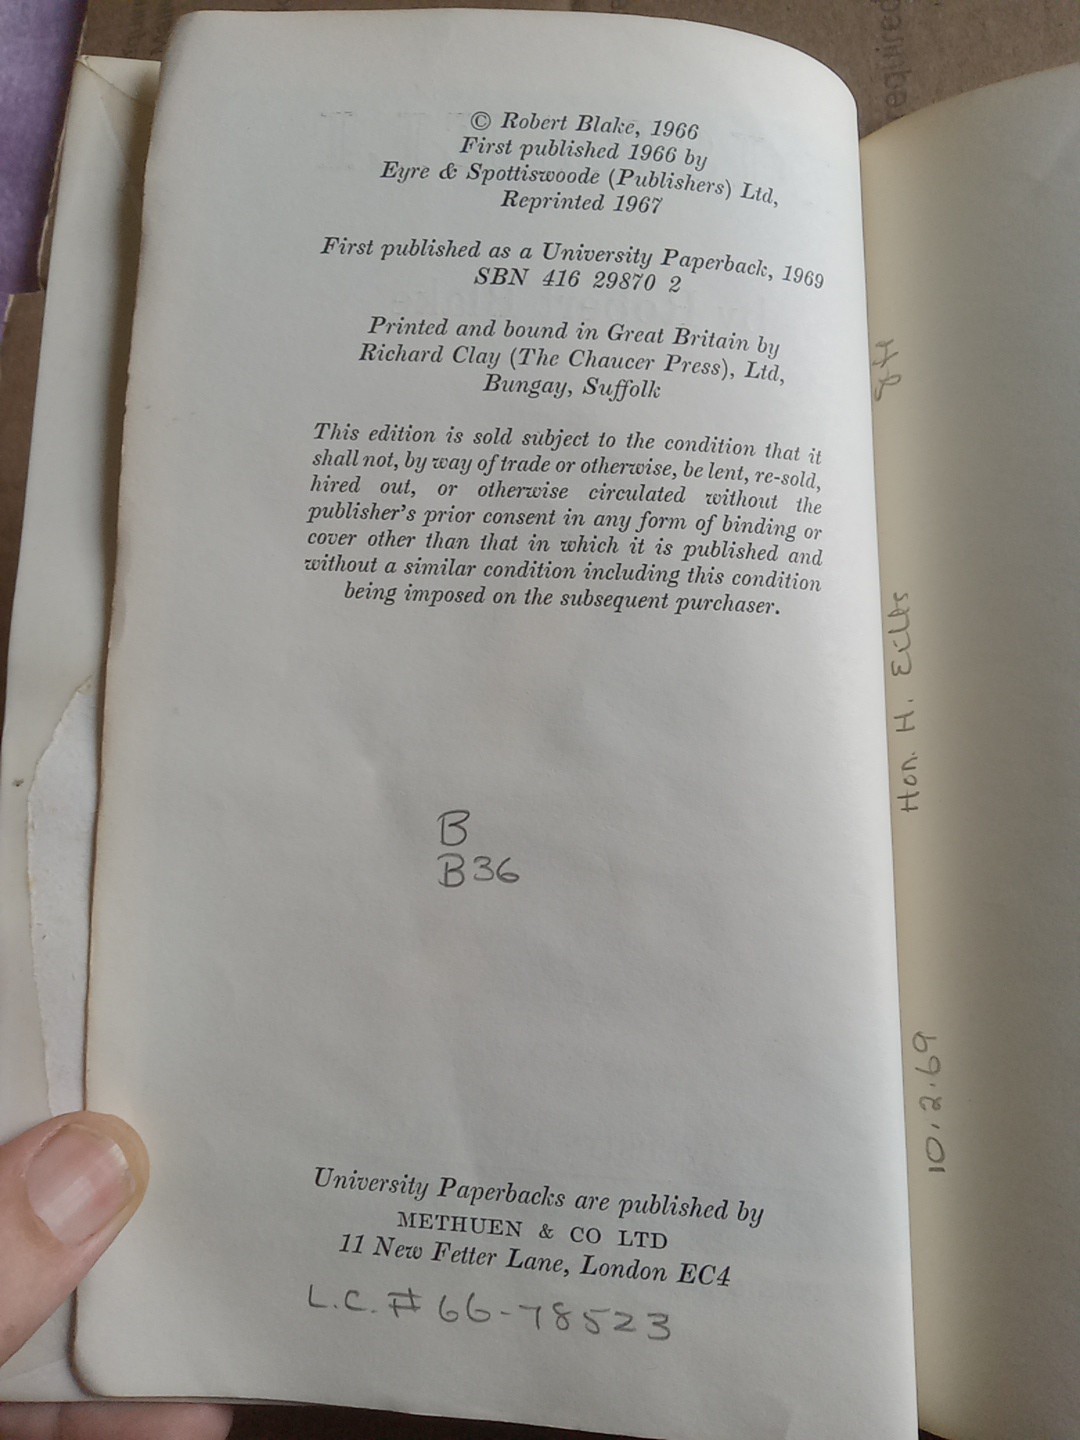 © Robert Blake, 1966
First published 1966 by
Eyre & Spottiswoode (Publishers) Ltd,
Reprinted 1967
First published as a University Paperback, 1969
SBN 416 29870 2
Printed and bound in Great Britain by
Richard Clay (The Chaucer Press), Ltd,
Bungay, Suffolk
This edition is sold subject to the condition that it
shall not, by way of trade or otherwise, be lent, re-sold,
hired out, or otherwise circulated without the
publisher's prior consent in any form of binding or
cover other than that in which it is published and
without a similar condition including this condition
being imposed on the subsequent purchaser.
B
B36
University Paperbacks are published by
METHUEN & CO LTD
11 New Fetter Lane, London EC4
L.C. # 66-78523
10.2.69
Hon. H.
required